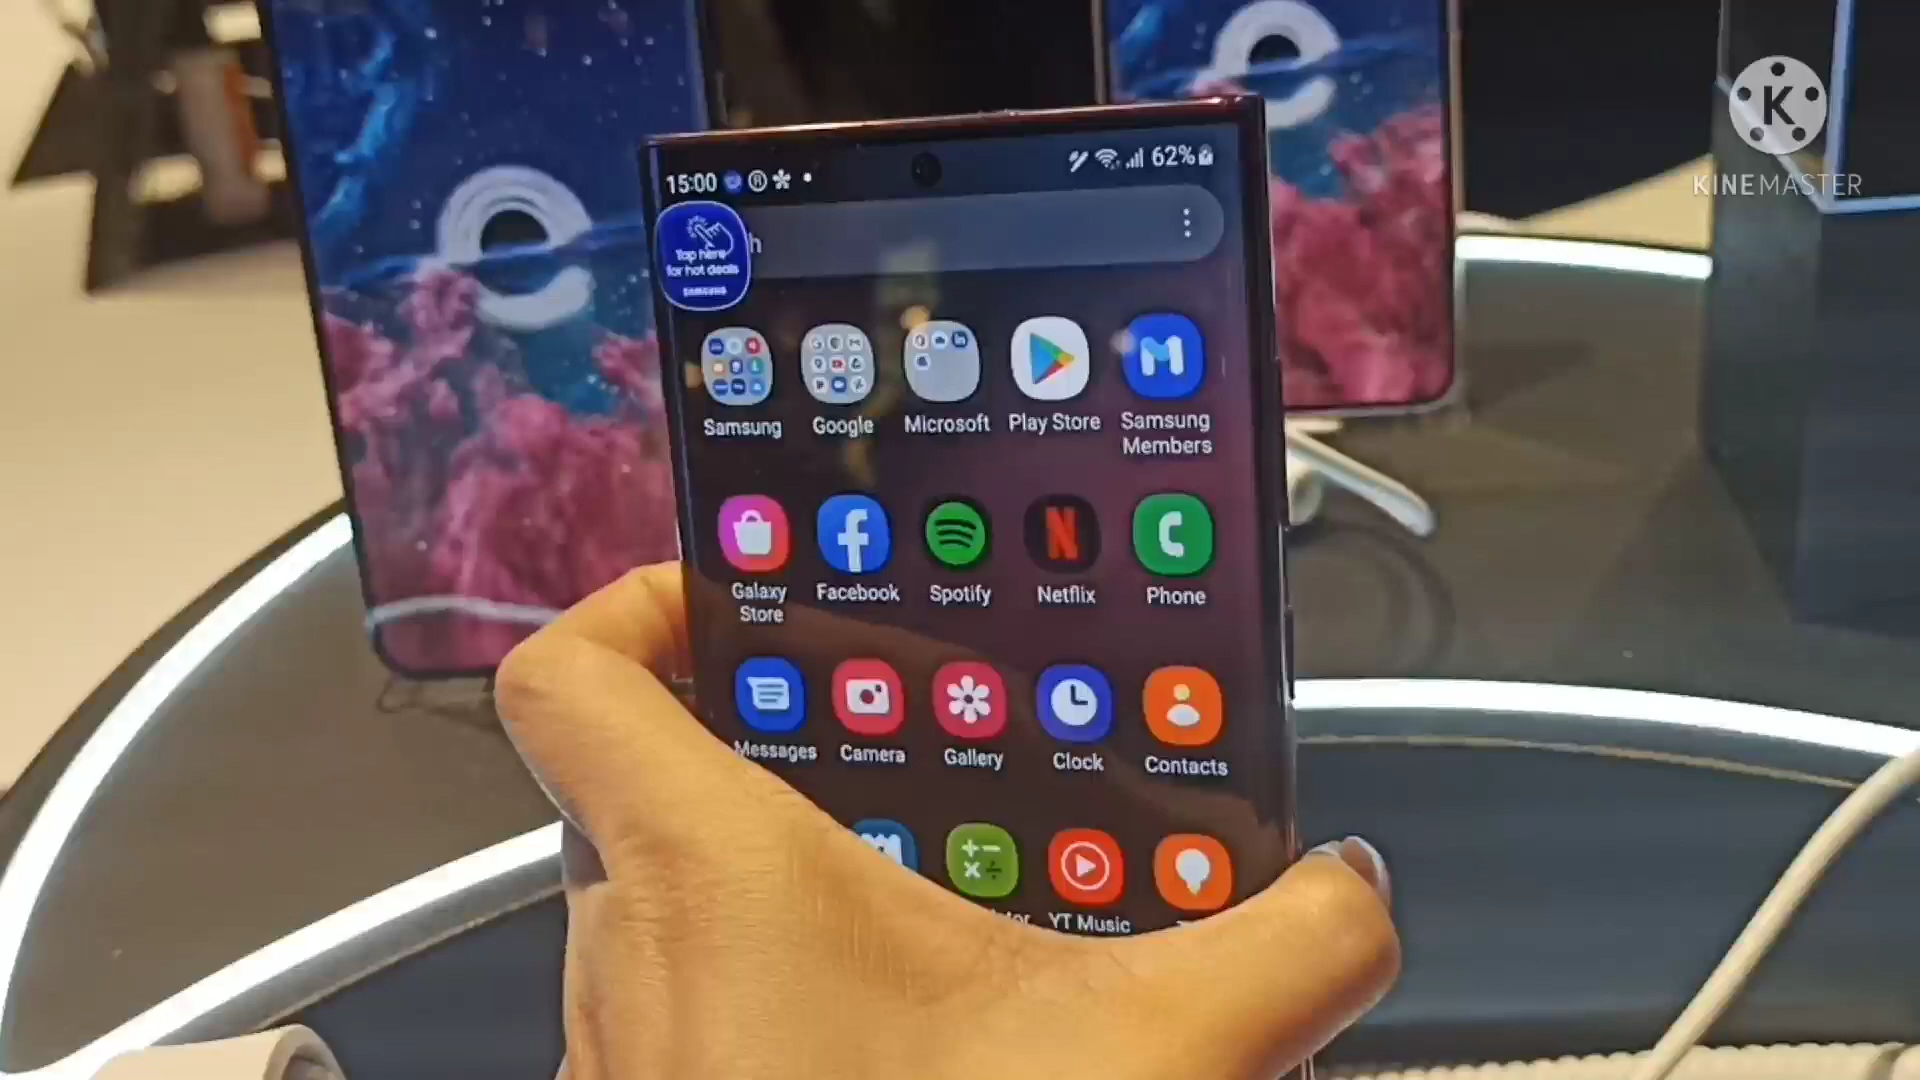 K
KINEMASTER
15:00
62%
h
Tap here
for hot deals
SAMSUNG
Samsung
Google
Microsoft
Play Store
Samsung
Members
Galaxy
Store
Facebook
Spotify
Netflix
Phone
Messages
Camera
Gallery
Clock
Contacts
YT Music